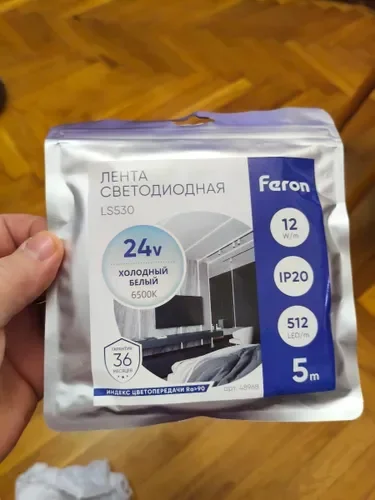 ЛЕНТА
СВЕТОДИОДНАЯ
LS530
feron
24v
ХОЛОДНЫЙ
БЕЛЫЙ
6500K
12
W/m
IP20
512
LED/m
5m
ГАРАНТИЯ
36
МЕСЯЦЕВ
ИНДЕКС ЦВЕТОПЕРЕДАЧИ Ra>90